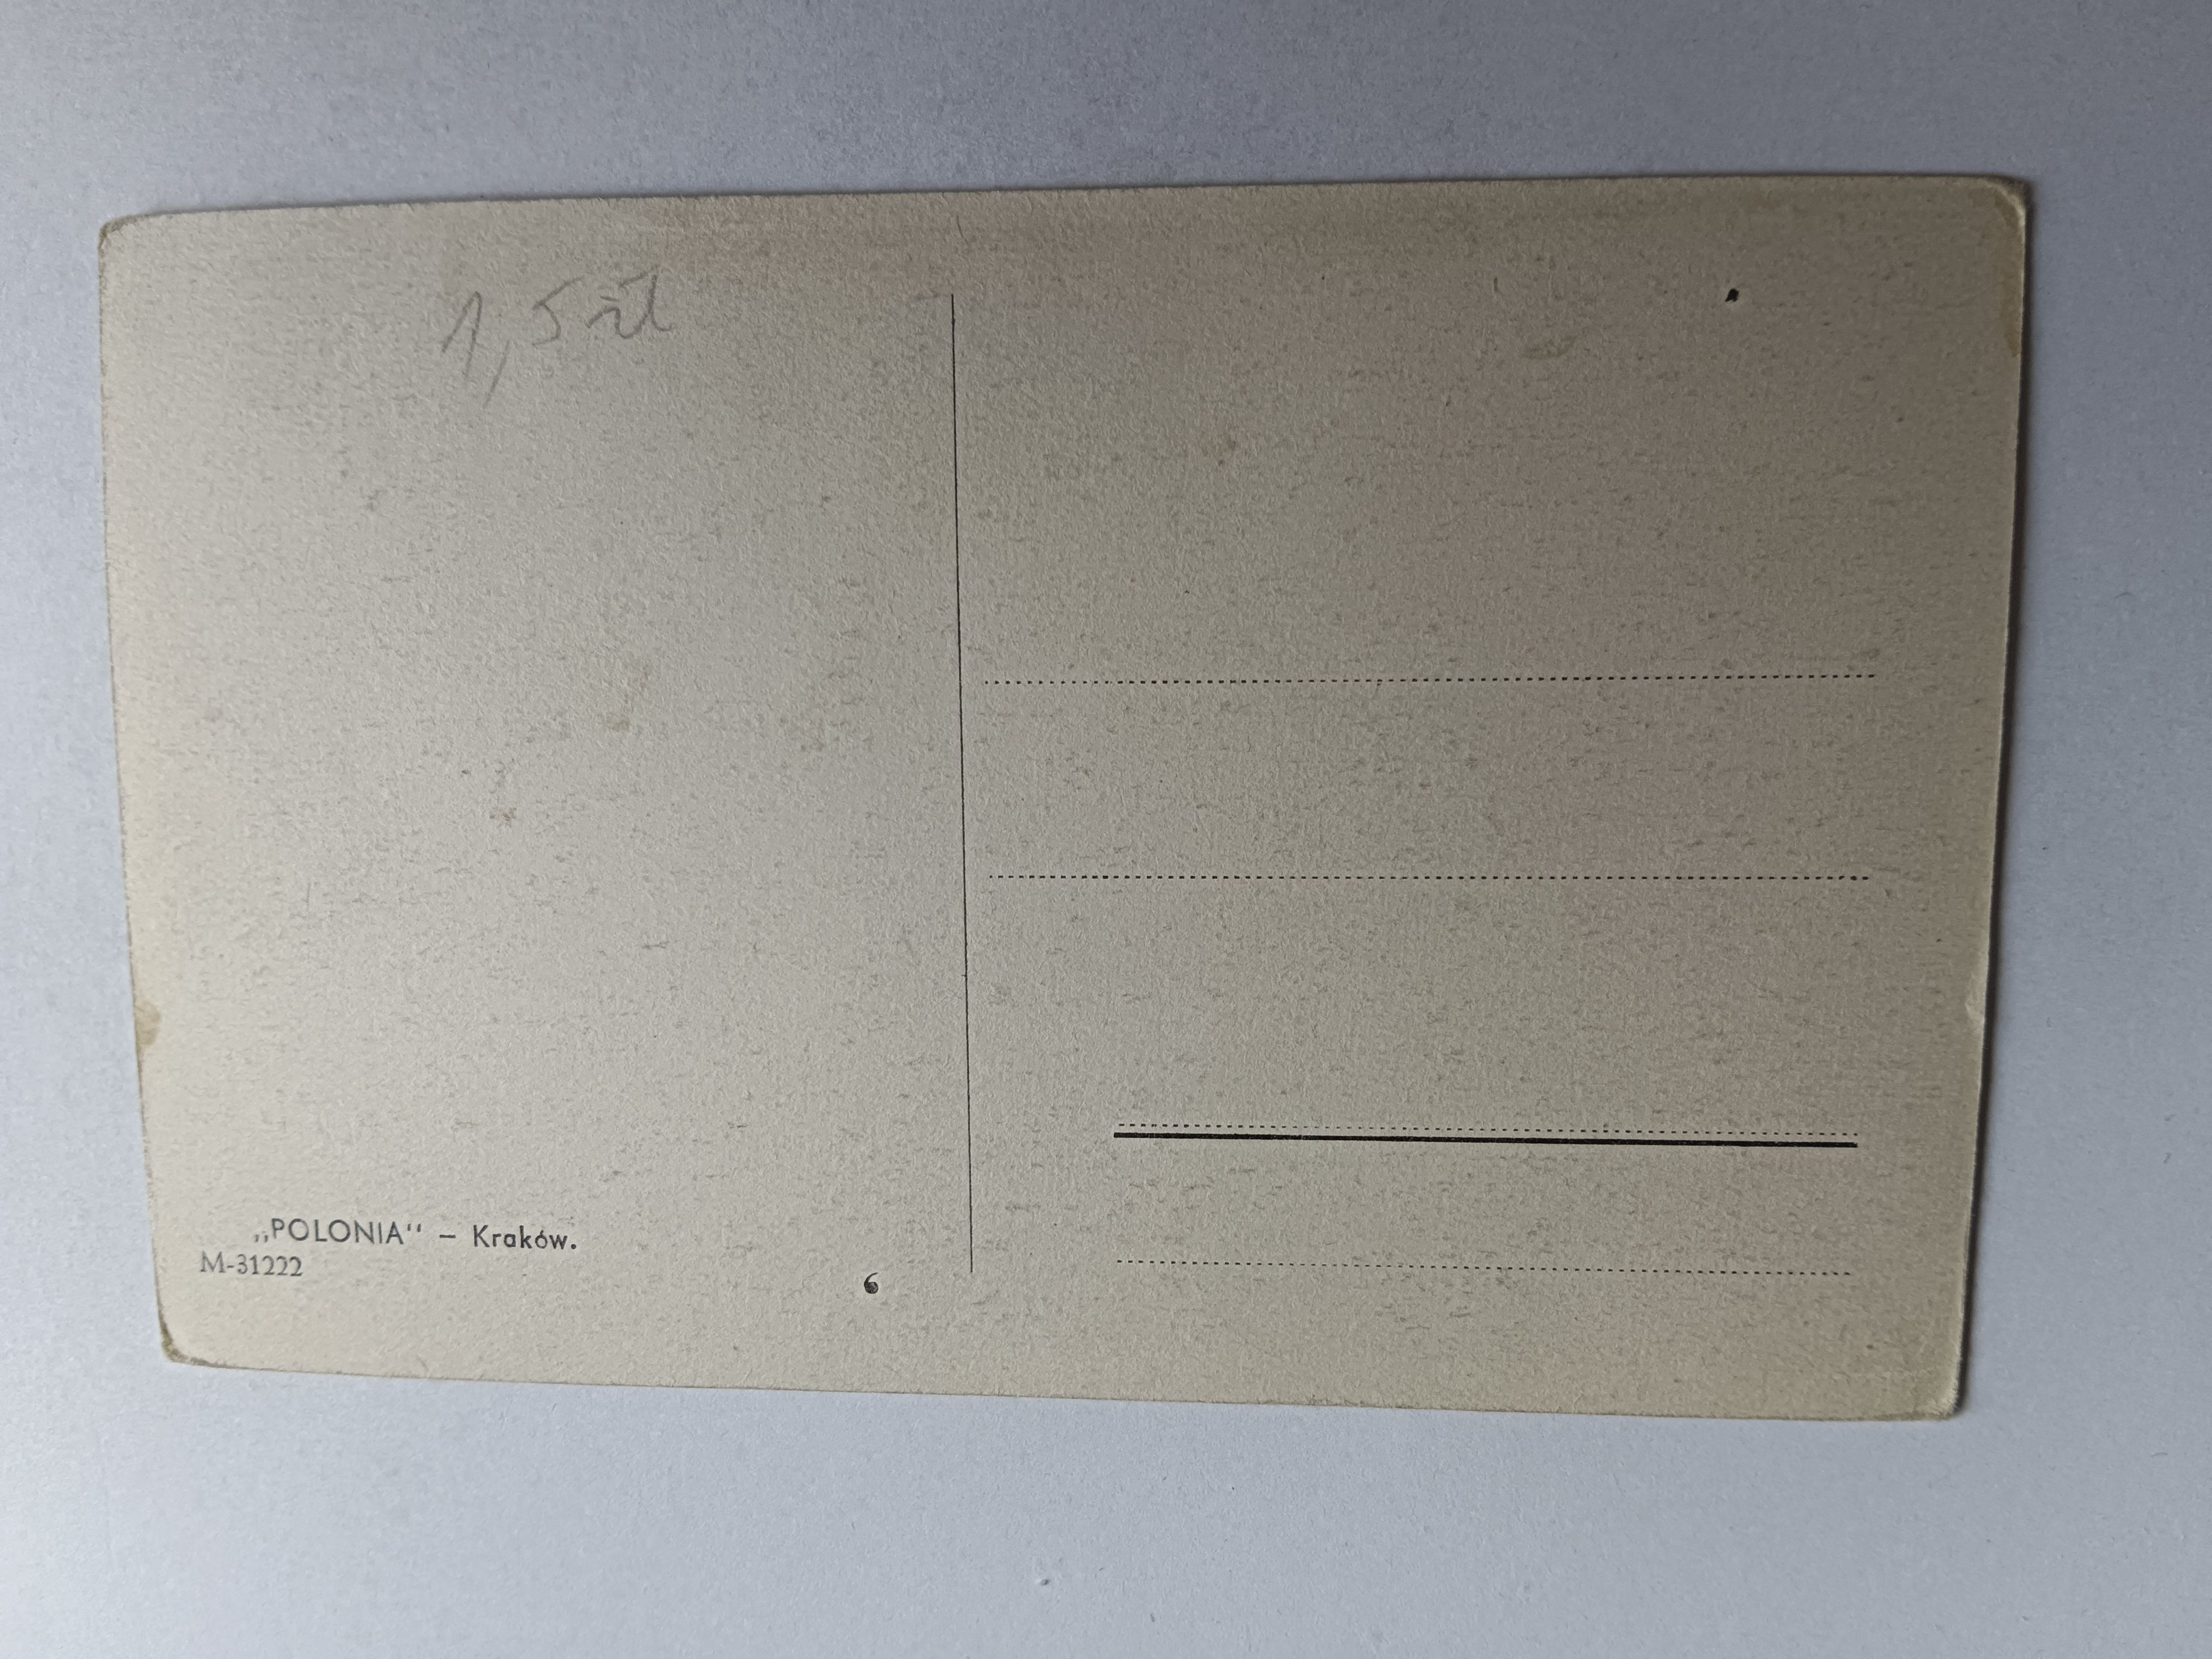 1,5 zł
„POLONIA“ – Kraków.
M-31222
6